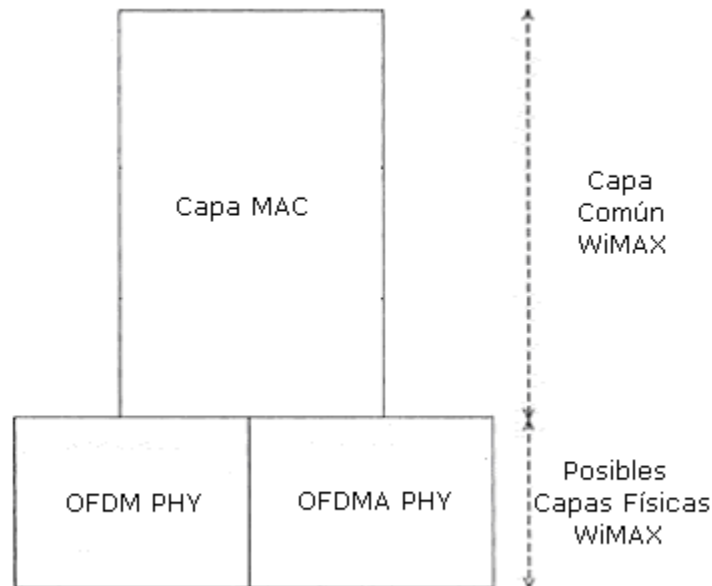 Capa MAC
Capa
Común
WiMAX
OFDM PHY
OFDMA PHY
Posibles
Capas Físicas
WiMAX